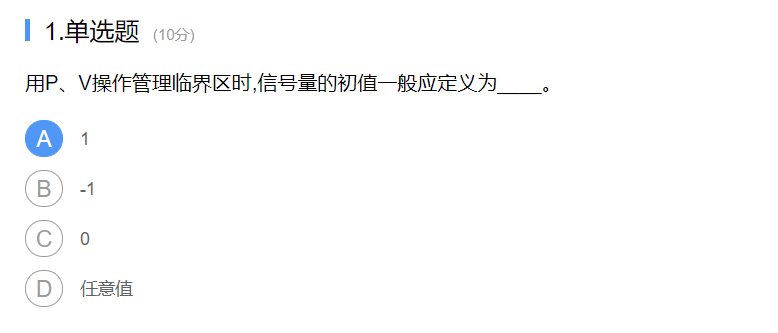 1.单选题 (10分)
用P、V操作管理临界区时,信号量的初值一般应定义为____。
A 1
B -1
C 0
D 任意值